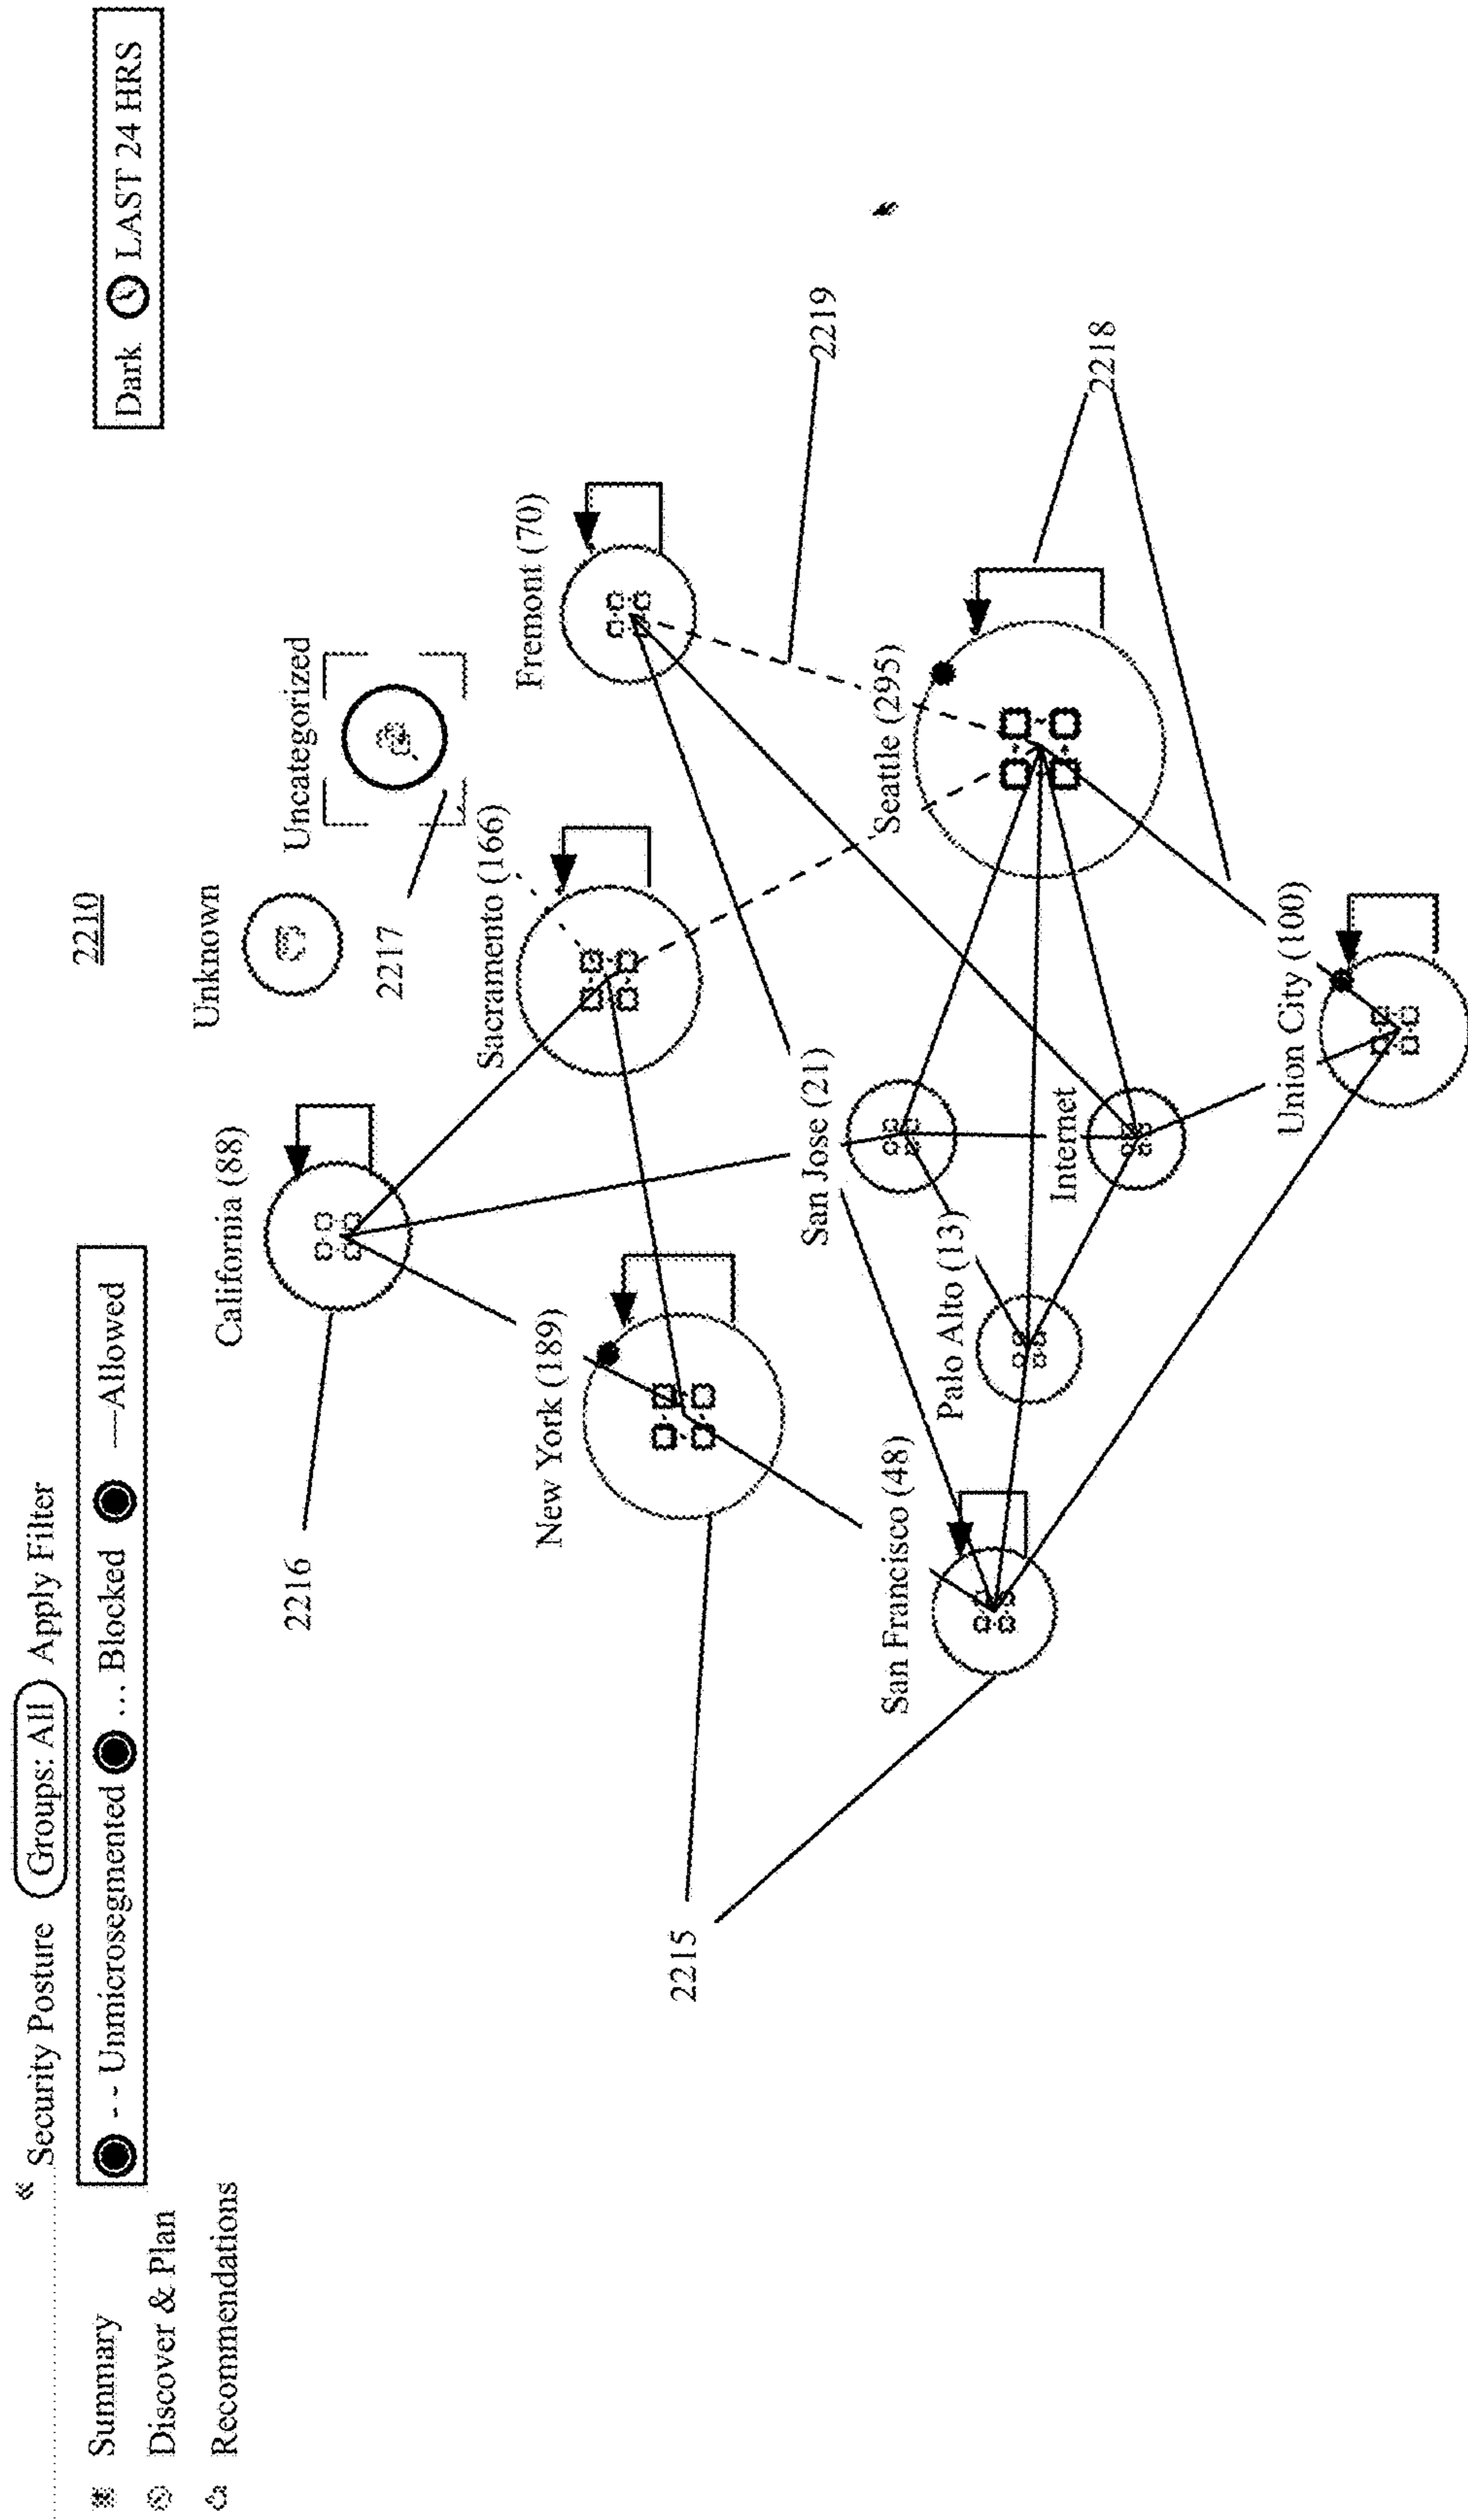 « Security Posture (Groups: All) Apply Filter
Summary
Discover & Plan
Recommendations
- - Unmicrosegmented ... Blocked —Allowed
2210
Dark LAST 24 HRS
Unknown
California (88)
Uncategorized
2216
2217
Sacramento (166)
Fremont (70)
New York (189)
2215
2219
San Jose (21)
Seattle (295)
San Francisco (48)
Palo Alto (13)
Internet
2218
Union City (100)